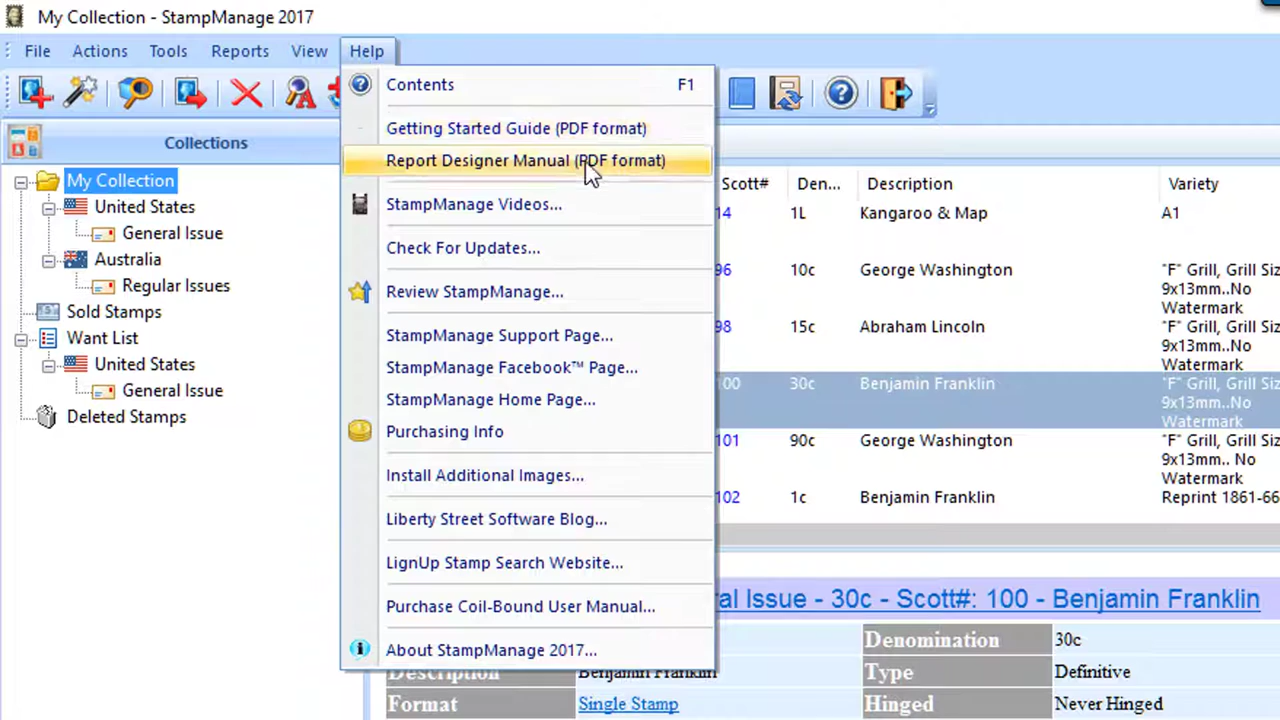 My Collection - StampManage 2017
File Actions Tools Reports View Help
Collections
My Collection
United States
General Issue
Australia
Regular Issues
Sold Stamps
Want List
United States
General Issue
Deleted Stamps
Contents F1
Getting Started Guide (PDF format)
Report Designer Manual (PDF format)
StampManage Videos...
Check For Updates...
Review StampManage...
StampManage Support Page...
StampManage Facebook™ Page...
StampManage Home Page...
Purchasing Info
Install Additional Images...
Liberty Street Software Blog...
LignUp Stamp Search Website...
Purchase Coil-Bound User Manual...
About StampManage 2017...
Scott# Den... Description Variety
14 1L Kangaroo & Map A1
96 10c George Washington "F" Grill, Grill Siz
9x13mm..No
Watermark
98 15c Abraham Lincoln "F" Grill, Grill Siz
9x13mm..No
Watermark
100 30c Benjamin Franklin "F" Grill, Grill Siz
9x13mm..No
Watermark
101 90c George Washington "F" Grill, Grill Siz
9x13mm.. No
Watermark
102 1c Benjamin Franklin Reprint 1861-66
al Issue - 30c - Scott#: 100 - Benjamin Franklin
Denomination 30c
Description Benjamin Franklin Type Definitive
Format Single Stamp Hinged Never Hinged